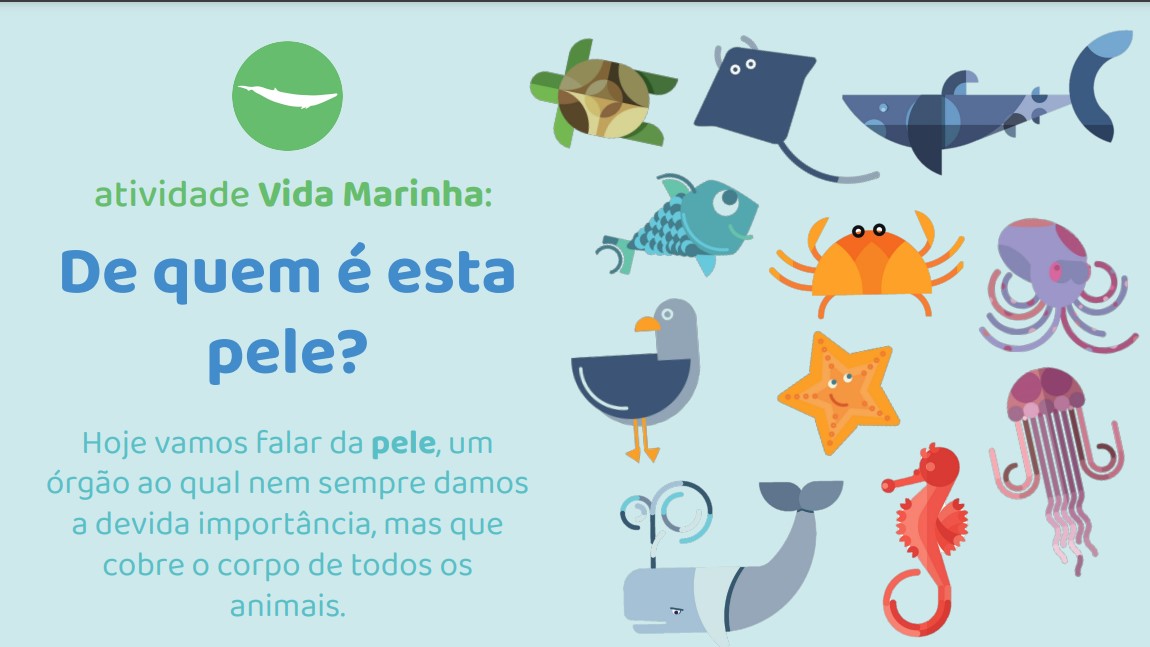 atividade Vida Marinha:
De quem é esta
pele?
Hoje vamos falar da pele, um
órgão ao qual nem sempre damos
a devida importância, mas que
cobre o corpo de todos os
animais.